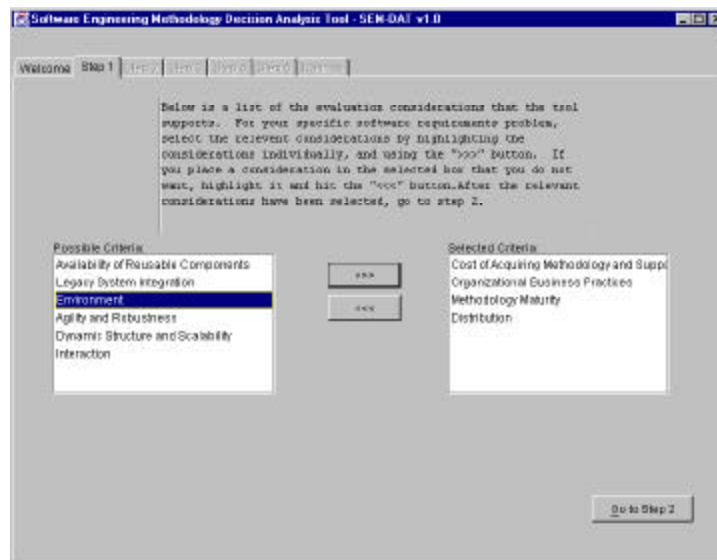 Software Engineering Methodology Decision Analysis Tool - SEM-DAT v1.0
Welcome Step 1
Below is a list of the evaluation considerations that the tool
supports. For your specific software requirements problem,
select the relevent considerations by highlighting the
considerations individually, and using the ">>>" button. If
you place a consideration in the selected box that you do not
want, highlight it and hit the "<<<" button.After the relevant
considerations have been selected, go to step 2.
Possible Criteria:
Availability of Reusable Components
Legacy System Integration
Environment
Agility and Robustness
Dynamic Structure and Scalability
Interaction
>>>
<<<
Selected Criteria:
Cost of Acquiring Methodology and Suppo
Organizational Business Practices
Methodology Maturity
Distribution
Go to Step 2